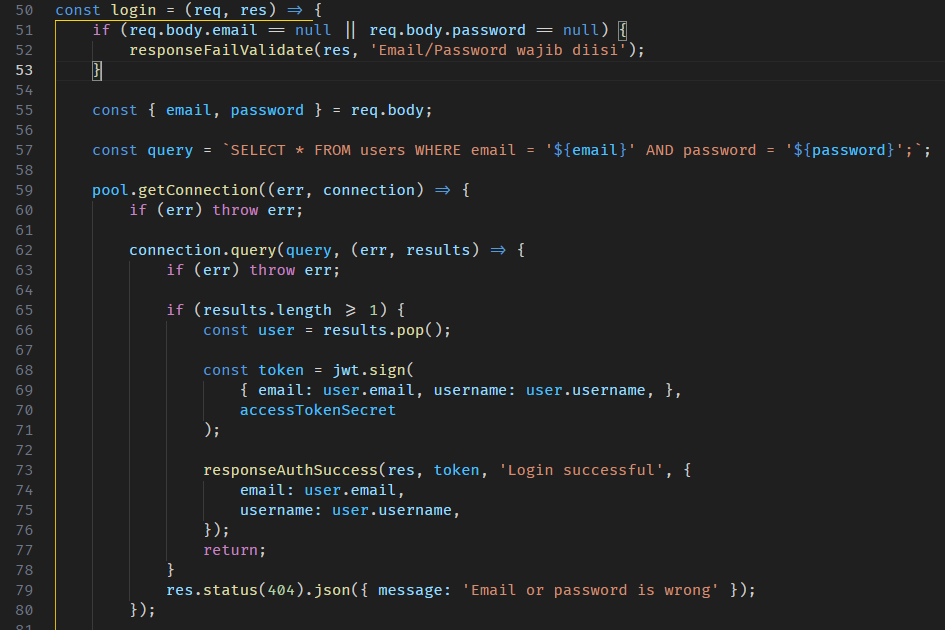 50 const login = (req, res) => {
51 if (req.body.email == null || req.body.password == null) {
52 responseFailValidate(res, 'Email/Password wajib diisi');
53 }
54
55 const { email, password } = req.body;
56
57 const query = `SELECT * FROM users WHERE email = '${email}' AND password = '${password}';`;
58
59 pool.getConnection((err, connection) => {
60 if (err) throw err;
61
62 connection.query(query, (err, results) => {
63 if (err) throw err;
64
65 if (results.length >= 1) {
66 const user = results.pop();
67
68 const token = jwt.sign(
69 { email: user.email, username: user.username, },
70 accessTokenSecret
71 );
72
73 responseAuthSuccess(res, token, 'Login successful', {
74 email: user.email,
75 username: user.username,
76 });
77 return;
78 }
79 res.status(404).json({ message: 'Email or password is wrong' });
80 });
81